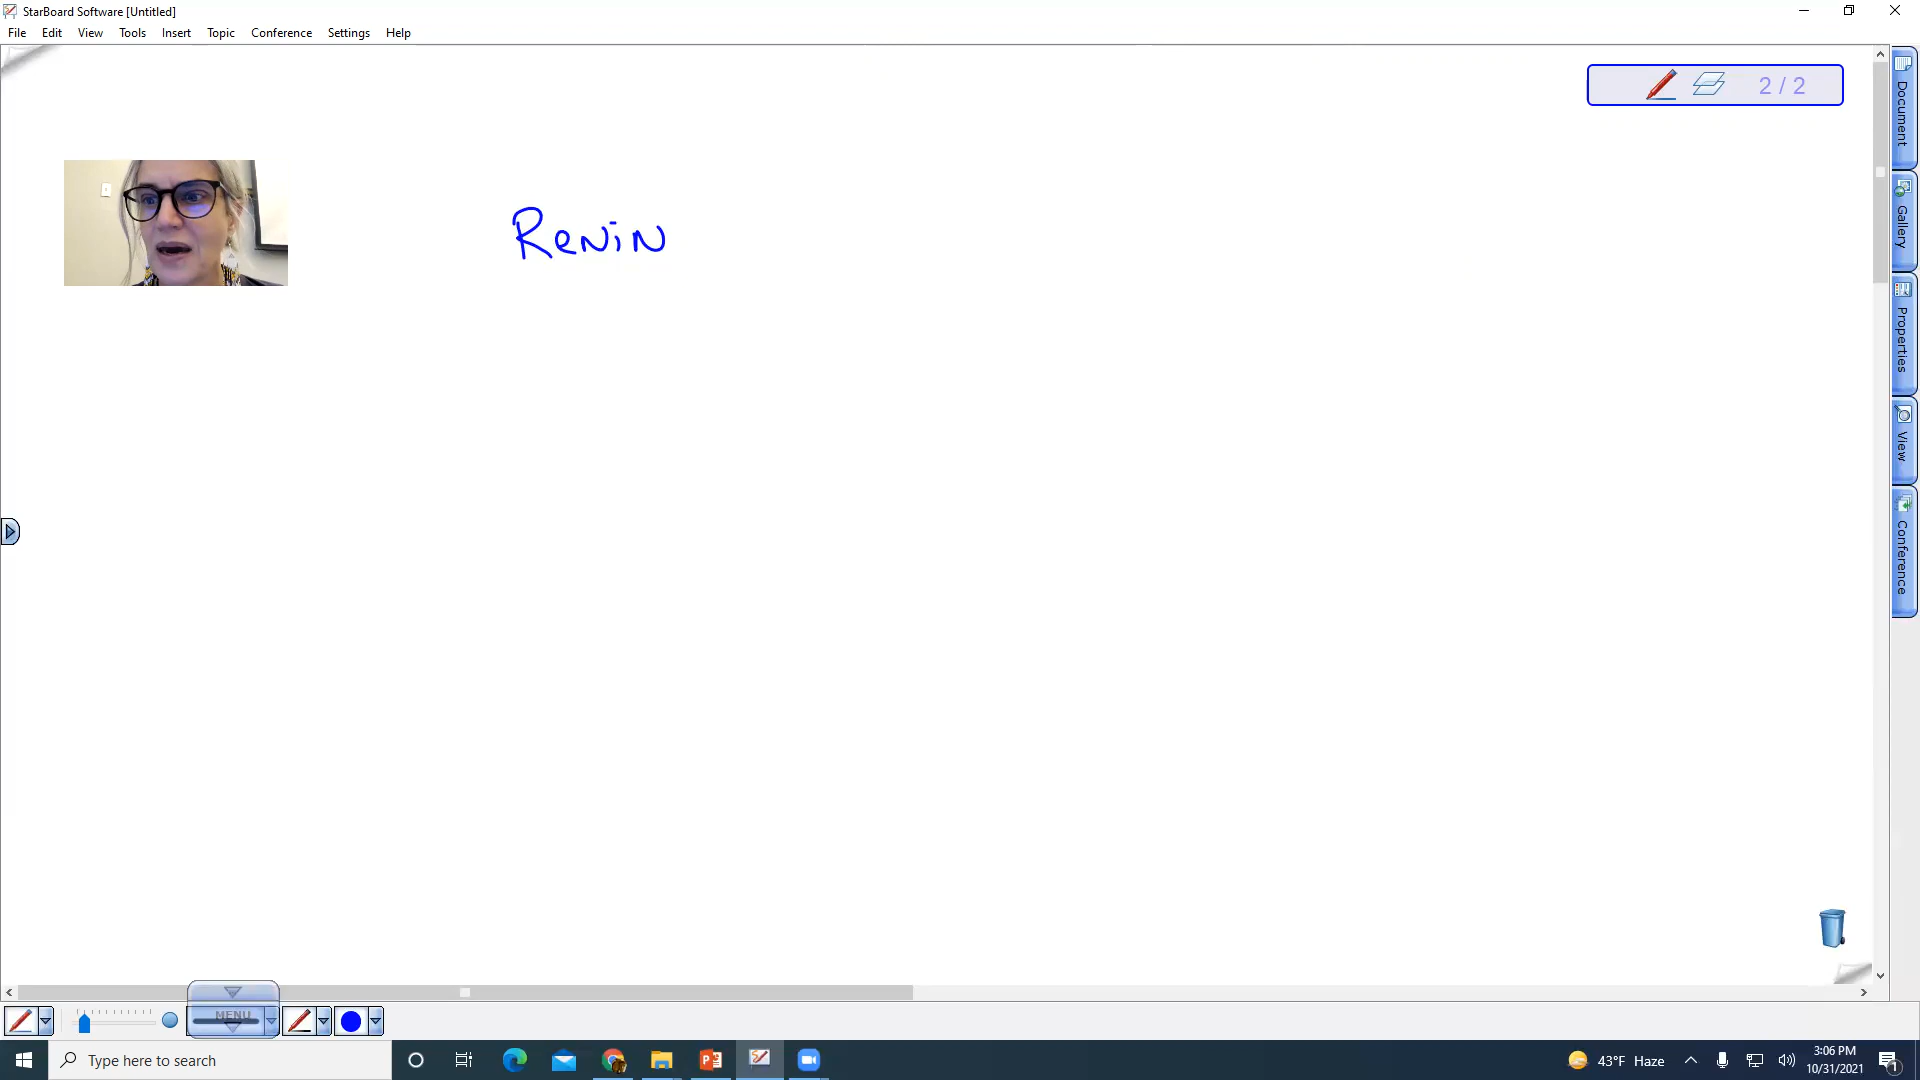 StarBoard Software [Untitled]
File Edit View Tools Insert Topic Conference Settings Help
2 / 2
Renin
Document
Gallery
Properties
View
Conference
MENU
Type here to search
43°F Haze
3:06 PM
10/31/2021
1